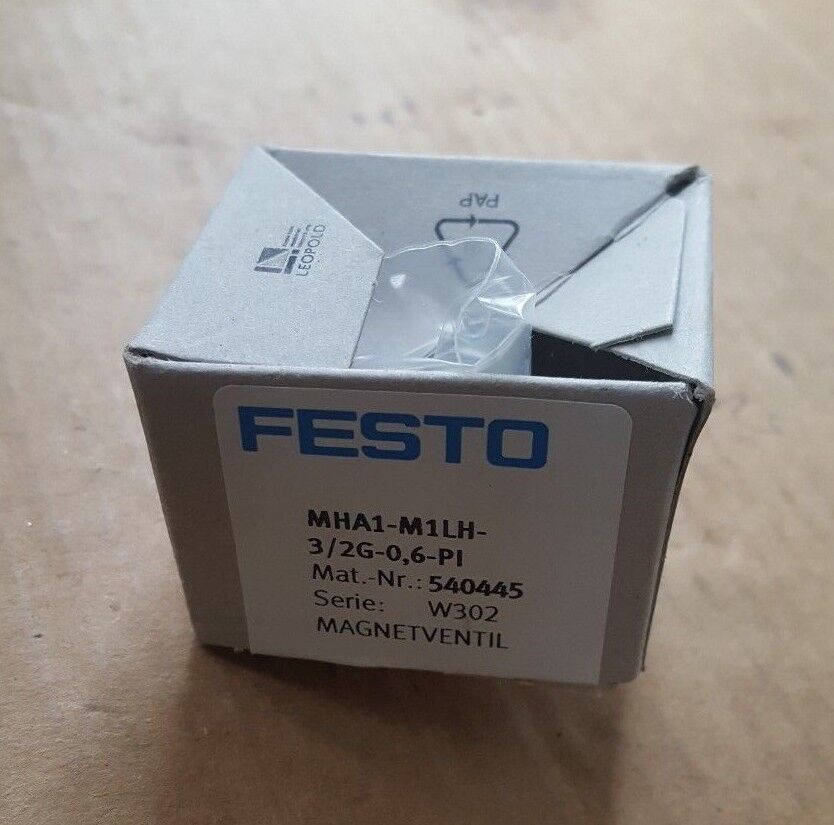 PAP
LEOPOLD
FESTO
MHA1-M1LH-
3/2G-0,6-PI
Mat.-Nr.: 540445
Serie: W302
MAGNETVENTIL